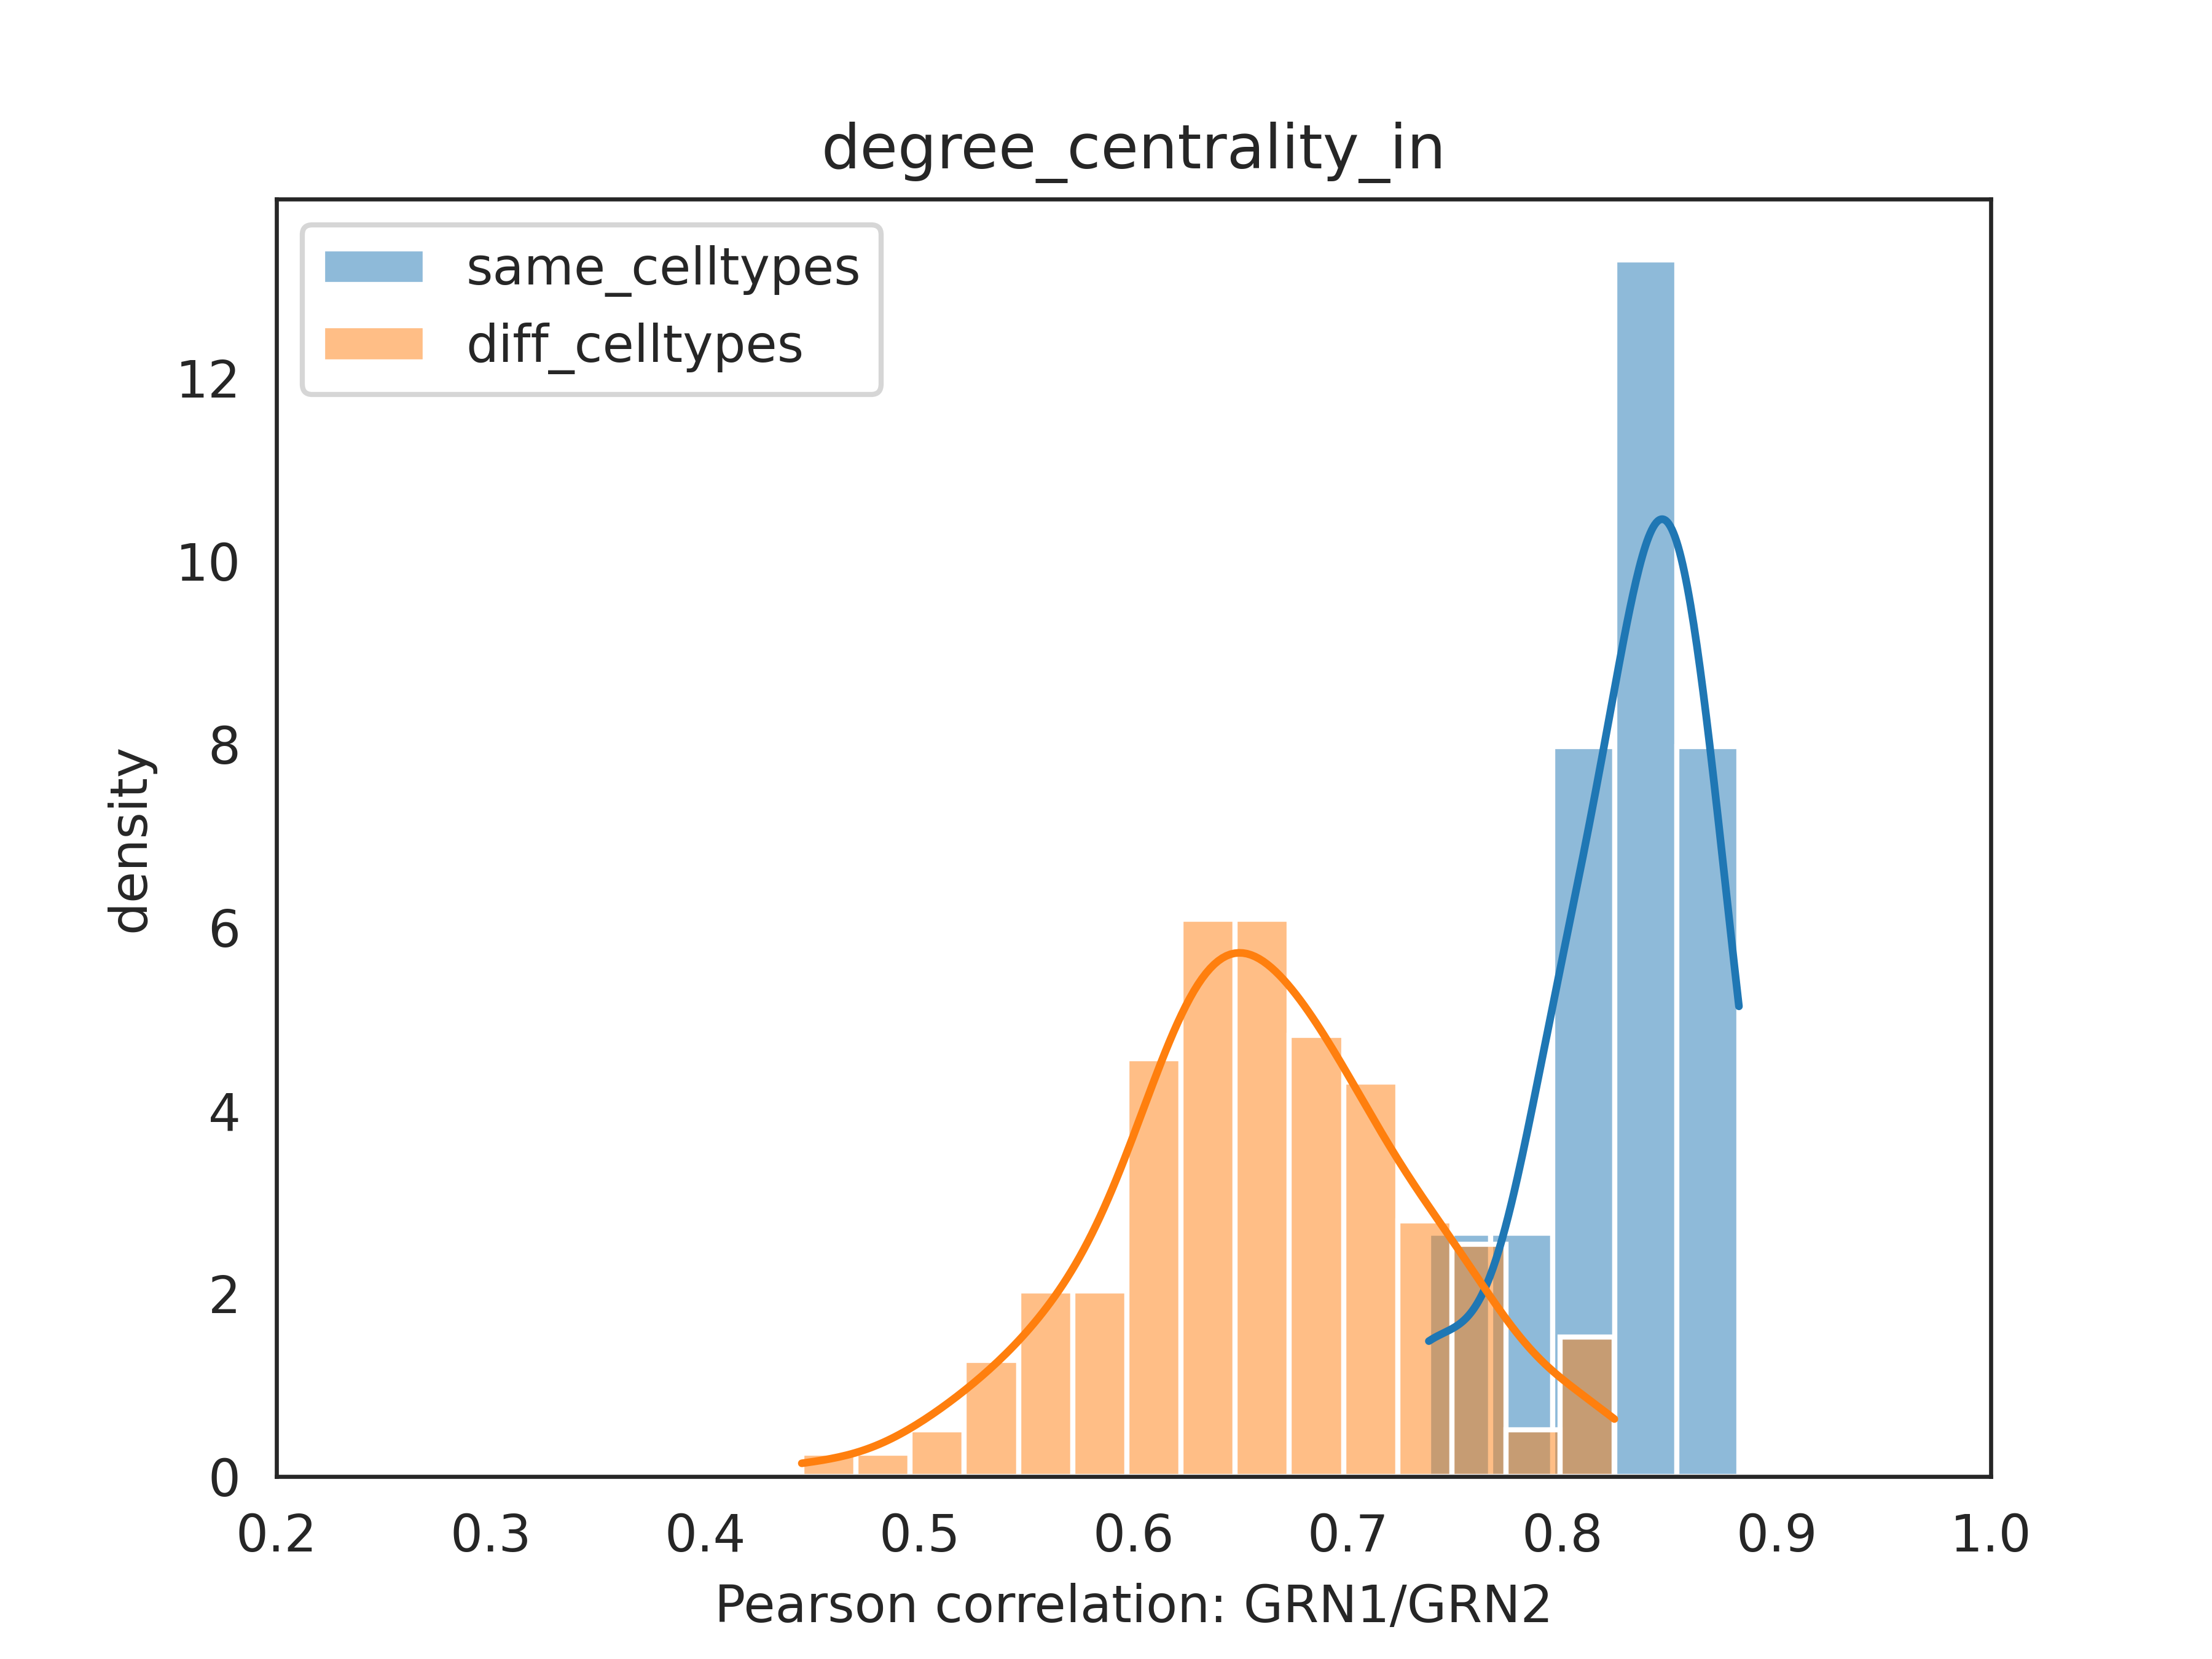 degree_centrality_in
same_celltypes
diff_celltypes
density
12
10
8
6
4
2
0
0.2 0.3 0.4 0.5 0.6 0.7 0.8 0.9 1.0
Pearson correlation: GRN1/GRN2